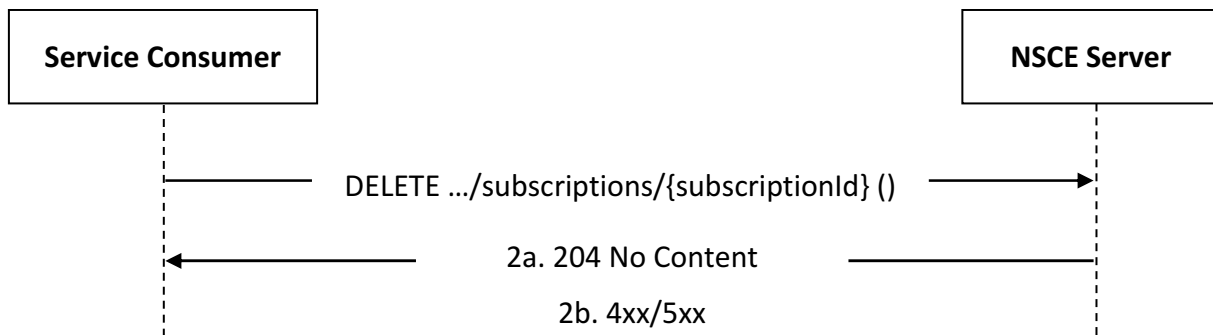 Service Consumer
NSCE Server
DELETE …/subscriptions/{subscriptionId} ()
2a. 204 No Content
2b. 4xx/5xx